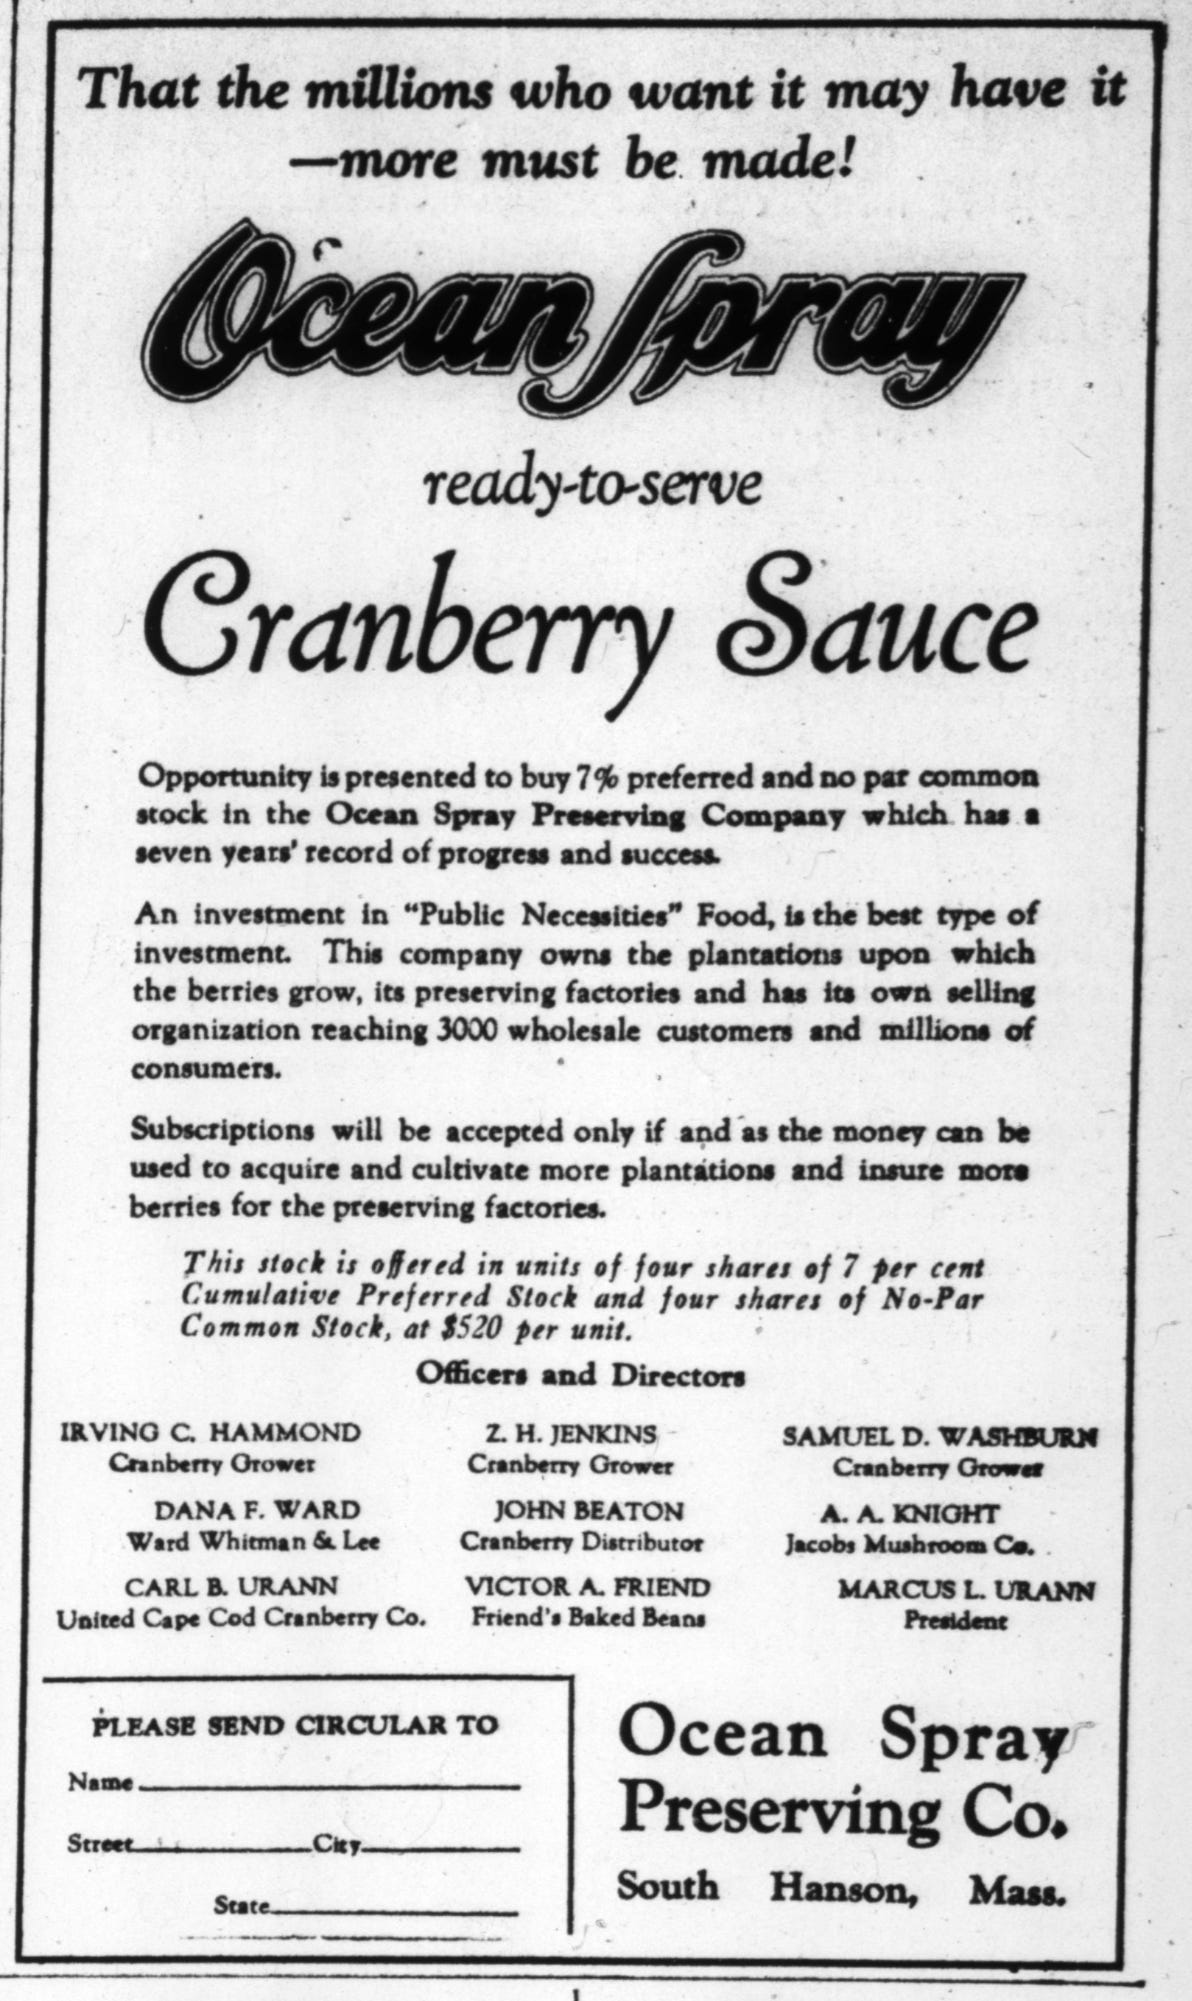 That the millions who want it may have it
—more must be made!
Ocean Spray
ready-to-serve
Cranberry Sauce
Opportunity is presented to buy 7% preferred and no par common
stock in the Ocean Spray Preserving Company which has a
seven years' record of progress and success.
An investment in "Public Necessities" Food, is the best type of
investment. This company owns the plantations upon which
the berries grow, its preserving factories and has its own selling
organization reaching 3000 wholesale customers and millions of
consumers.
Subscriptions will be accepted only if and as the money can be
used to acquire and cultivate more plantations and insure more
berries for the preserving factories.
This stock is offered in units of four shares of 7 per cent
Cumulative Preferred Stock and four shares of No-Par
Common Stock, at $520 per unit.
Officers and Directors
IRVING C. HAMMOND
Cranberry Grower
Z. H. JENKINS
Cranberry Grower
SAMUEL D. WASHBURN
Cranberry Grower
DANA F. WARD
Ward Whitman & Lee
JOHN BEATON
Cranberry Distributor
A. A. KNIGHT
Jacobs Mushroom Co.
CARL B. URANN
United Cape Cod Cranberry Co.
VICTOR A. FRIEND
Friend's Baked Beans
MARCUS L. URANN
President
PLEASE SEND CIRCULAR TO
Name
Street City
State
Ocean Spray
Preserving Co.
South Hanson, Mass.